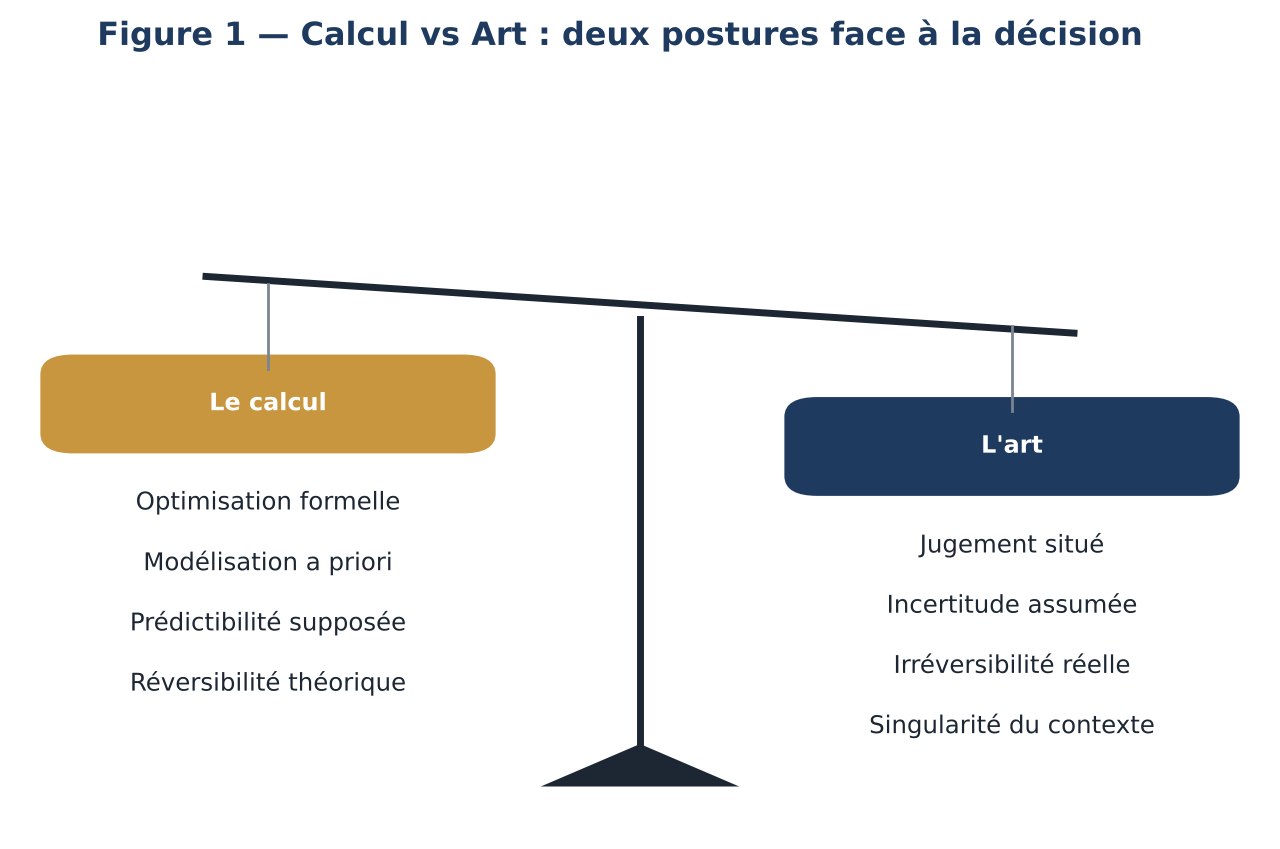 Figure 1 — Calcul vs Art : deux postures face à la décision
Le calcul
Optimisation formelle
Modélisation a priori
Prédictibilité supposée
Réversibilité théorique
L'art
Jugement situé
Incertitude assumée
Irréversibilité réelle
Singularité du contexte